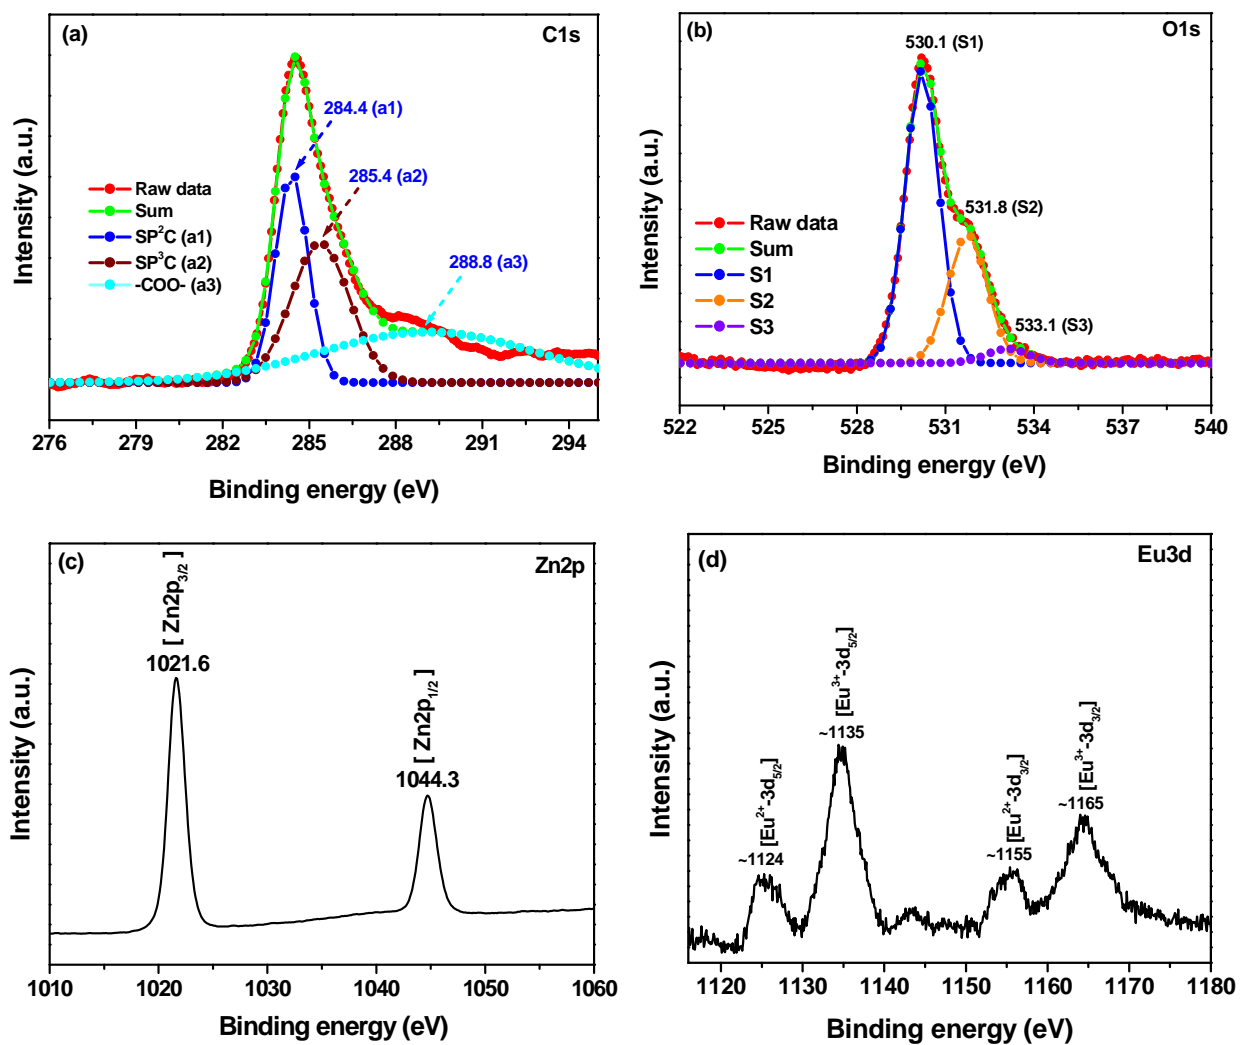 (a)
C1s
284.4 (a1)
285.4 (a2)
288.8 (a3)
Raw data
Sum
SP²C (a1)
SP³C (a2)
-COO- (a3)
Intensity (a.u.)
276 279 282 285 288 291 294
Binding energy (eV)
(b)
O1s
530.1 (S1)
531.8 (S2)
533.1 (S3)
Raw data
Sum
S1
S2
S3
Intensity (a.u.)
522 525 528 531 534 537 540
Binding energy (eV)
(c)
Zn2p
[ Zn2p3/2 ]
1021.6
[ Zn2p1/2 ]
1044.3
Intensity (a.u.)
1010 1020 1030 1040 1050 1060
Binding energy (eV)
(d)
Eu3d
[Eu²⁺-3d5/2]
~1124
[Eu³⁺-3d5/2]
~1135
[Eu²⁺-3d3/2]
~1155
[Eu³⁺-3d3/2]
~1165
Intensity (a.u.)
1120 1130 1140 1150 1160 1170 1180
Binding energy (eV)